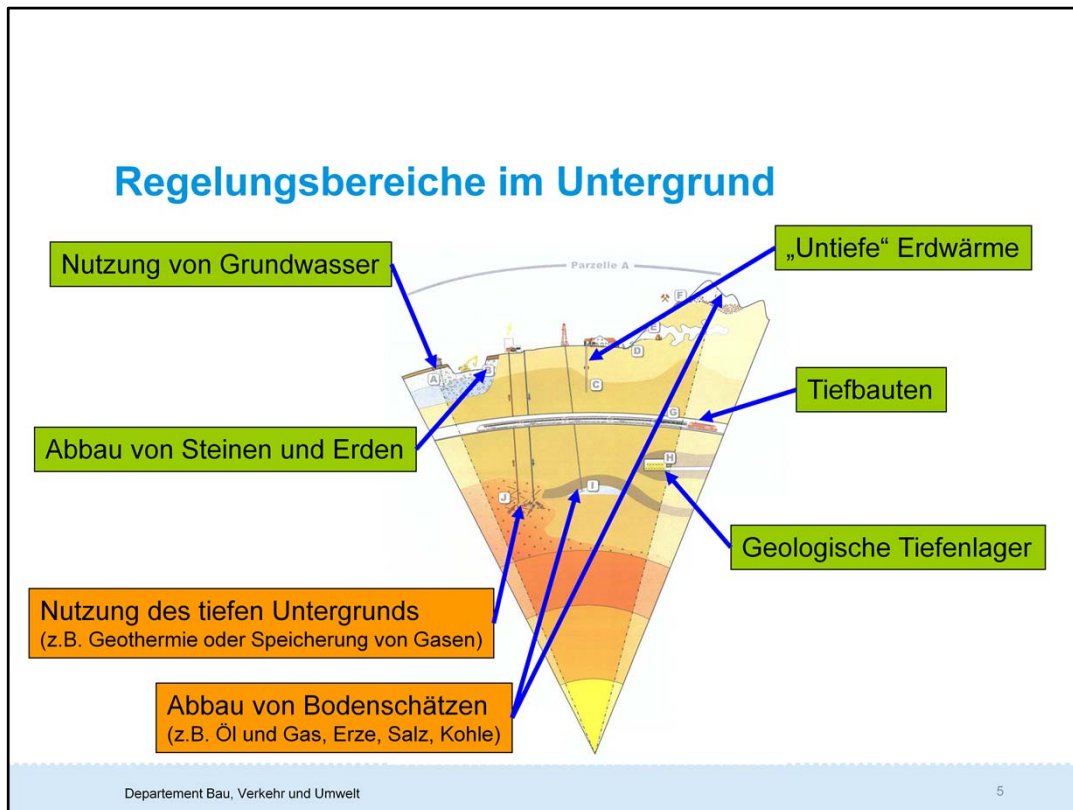 Regelungsbereiche im Untergrund
Nutzung von Grundwasser
„Untiefe“ Erdwärme
Parzelle A
F
E
D
A
B
C
Tiefbauten
G
Abbau von Steinen und Erden
H
I
J
Geologische Tiefenlager
Nutzung des tiefen Untergrunds
(z.B. Geothermie oder Speicherung von Gasen)
Abbau von Bodenschätzen
(z.B. Öl und Gas, Erze, Salz, Kohle)
Departement Bau, Verkehr und Umwelt
5